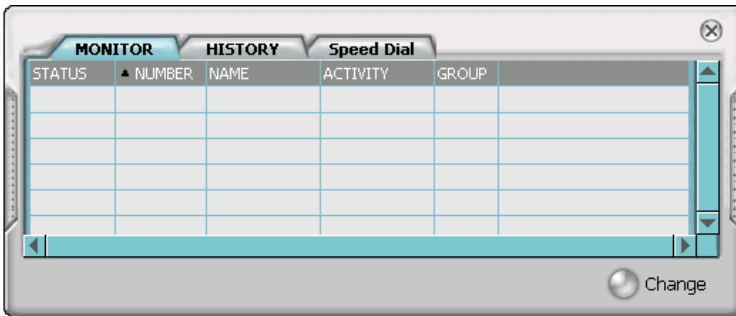 MONITOR HISTORY Speed Dial
STATUS ▲ NUMBER NAME ACTIVITY GROUP
Change